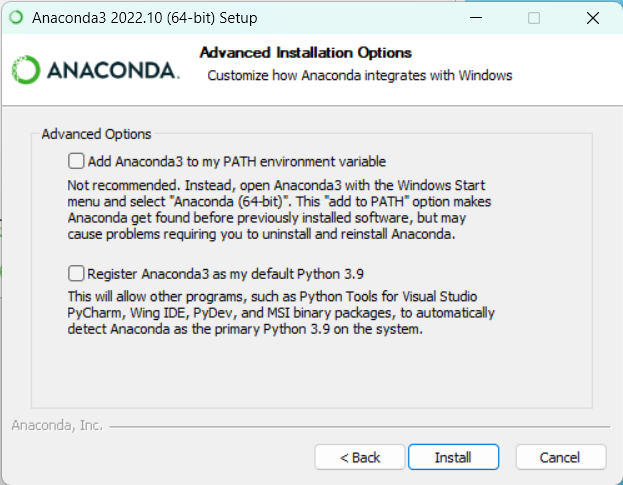 Anaconda3 2022.10 (64-bit) Setup
Advanced Installation Options
Customize how Anaconda integrates with Windows
ANACONDA.
Advanced Options
Add Anaconda3 to my PATH environment variable
Not recommended. Instead, open Anaconda3 with the Windows Start
menu and select "Anaconda (64-bit)". This "add to PATH" option makes
Anaconda get found before previously installed software, but may
cause problems requiring you to uninstall and reinstall Anaconda.
Register Anaconda3 as my default Python 3.9
This will allow other programs, such as Python Tools for Visual Studio
PyCharm, Wing IDE, PyDev, and MSI binary packages, to automatically
detect Anaconda as the primary Python 3.9 on the system.
Anaconda, Inc.
< Back
Install
Cancel